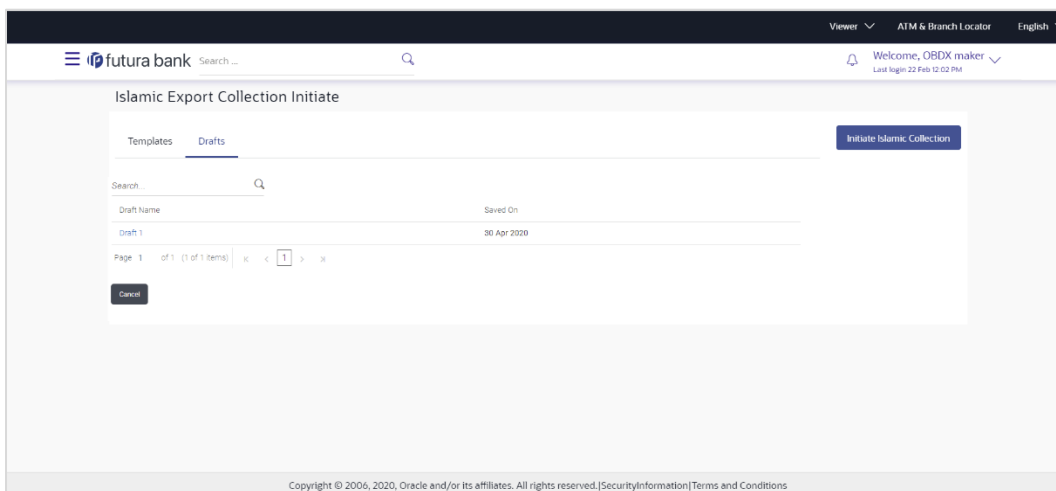 Viewer ATM & Branch Locator English
futura bank Search ... Welcome, OBDX maker
Last login 22 Feb 12:02 PM
Islamic Export Collection Initiate
Templates Drafts Initiate Islamic Collection
Search...
Draft Name Saved On
Draft 1 30 Apr 2020
Page 1 of 1 (1 of 1 items) 1
Cancel
Copyright © 2006, 2020, Oracle and/or its affiliates. All rights reserved.|SecurityInformation|Terms and Conditions